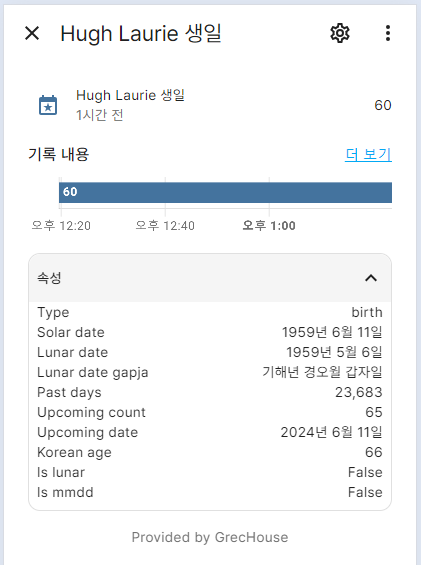 Hugh Laurie 생일
Hugh Laurie 생일 60
1시간 전
기록 내용 더 보기
60
오후 12:20 오후 12:40 오후 1:00
속성
Type birth
Solar date 1959년 6월 11일
Lunar date 1959년 5월 6일
Lunar date gapja 기해년 경오월 갑자일
Past days 23,683
Upcoming count 65
Upcoming date 2024년 6월 11일
Korean age 66
Is lunar False
Is mmdd False
Provided by GrecHouse